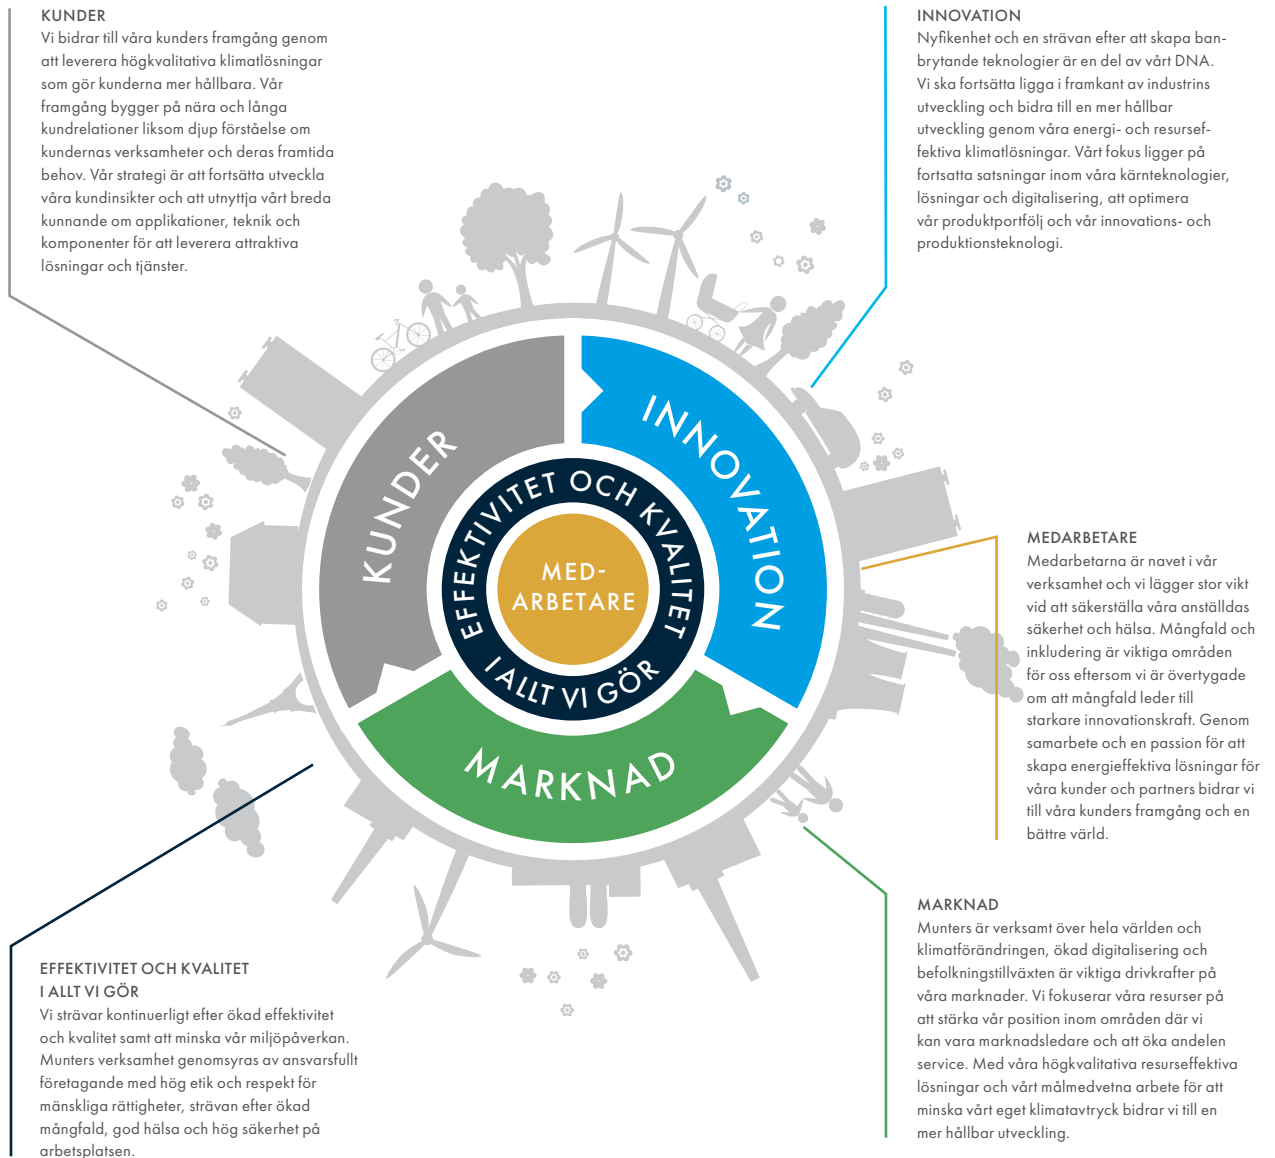 KUNDER
Vi bidrar till våra kunders framgång genom
att leverera högkvalitativa klimatlösningar
som gör kunderna mer hållbara. Vår
framgång bygger på nära och långa
kundrelationer liksom djup förståelse om
kundernas verksamheter och deras framtida
behov. Vår strategi är att fortsätta utveckla
våra kundinsikter och att utnyttja vårt breda
kunnande om applikationer, teknik och
komponenter för att leverera attraktiva
lösningar och tjänster.
INNOVATION
Nyfikenhet och en strävan efter att skapa ban-
brytande teknologier är en del av vårt DNA.
Vi ska fortsätta ligga i framkant av industrins
utveckling och bidra till en mer hållbar
utveckling genom våra energi- och resursef-
fektiva klimatlösningar. Vårt fokus ligger på
fortsatta satsningar inom våra kärnteknologier,
lösningar och digitalisering, att optimera
vår produktportfölj och vår innovations- och
produktionsteknologi.
KUNDER
INNOVATION
MARKNAD
EFFEKTIVITET OCH KVALITET
I ALLT VI GÖR
MED-
ARBETARE
MEDARBETARE
Medarbetarna är navet i vår
verksamhet och vi lägger stor vikt
vid att säkerställa våra anställdas
säkerhet och hälsa. Mångfald och
inkludering är viktiga områden
för oss eftersom vi är övertygade
om att mångfald leder till
starkare innovationskraft. Genom
samarbete och en passion för att
skapa energieffektiva lösningar för
våra kunder och partners bidrar vi
till våra kunders framgång och en
bättre värld.
EFFEKTIVITET OCH KVALITET
I ALLT VI GÖR
Vi strävar kontinuerligt efter ökad effektivitet
och kvalitet samt att minska vår miljöpåverkan.
Munters verksamhet genomsyras av ansvarsfullt
företagande med hög etik och respekt för
mänskliga rättigheter, strävan efter ökad
mångfald, god hälsa och hög säkerhet på
arbetsplatsen.
MARKNAD
Munters är verksamt över hela världen och
klimatförändringen, ökad digitalisering och
befolkningstillväxten är viktiga drivkrafter på
våra marknader. Vi fokuserar våra resurser på
att stärka vår position inom områden där vi
kan vara marknadsledare och att öka andelen
service. Med våra högkvalitativa resurseffektiva
lösningar och vårt målmedvetna arbete för att
minska vårt eget klimatavtryck bidrar vi till en
mer hållbar utveckling.